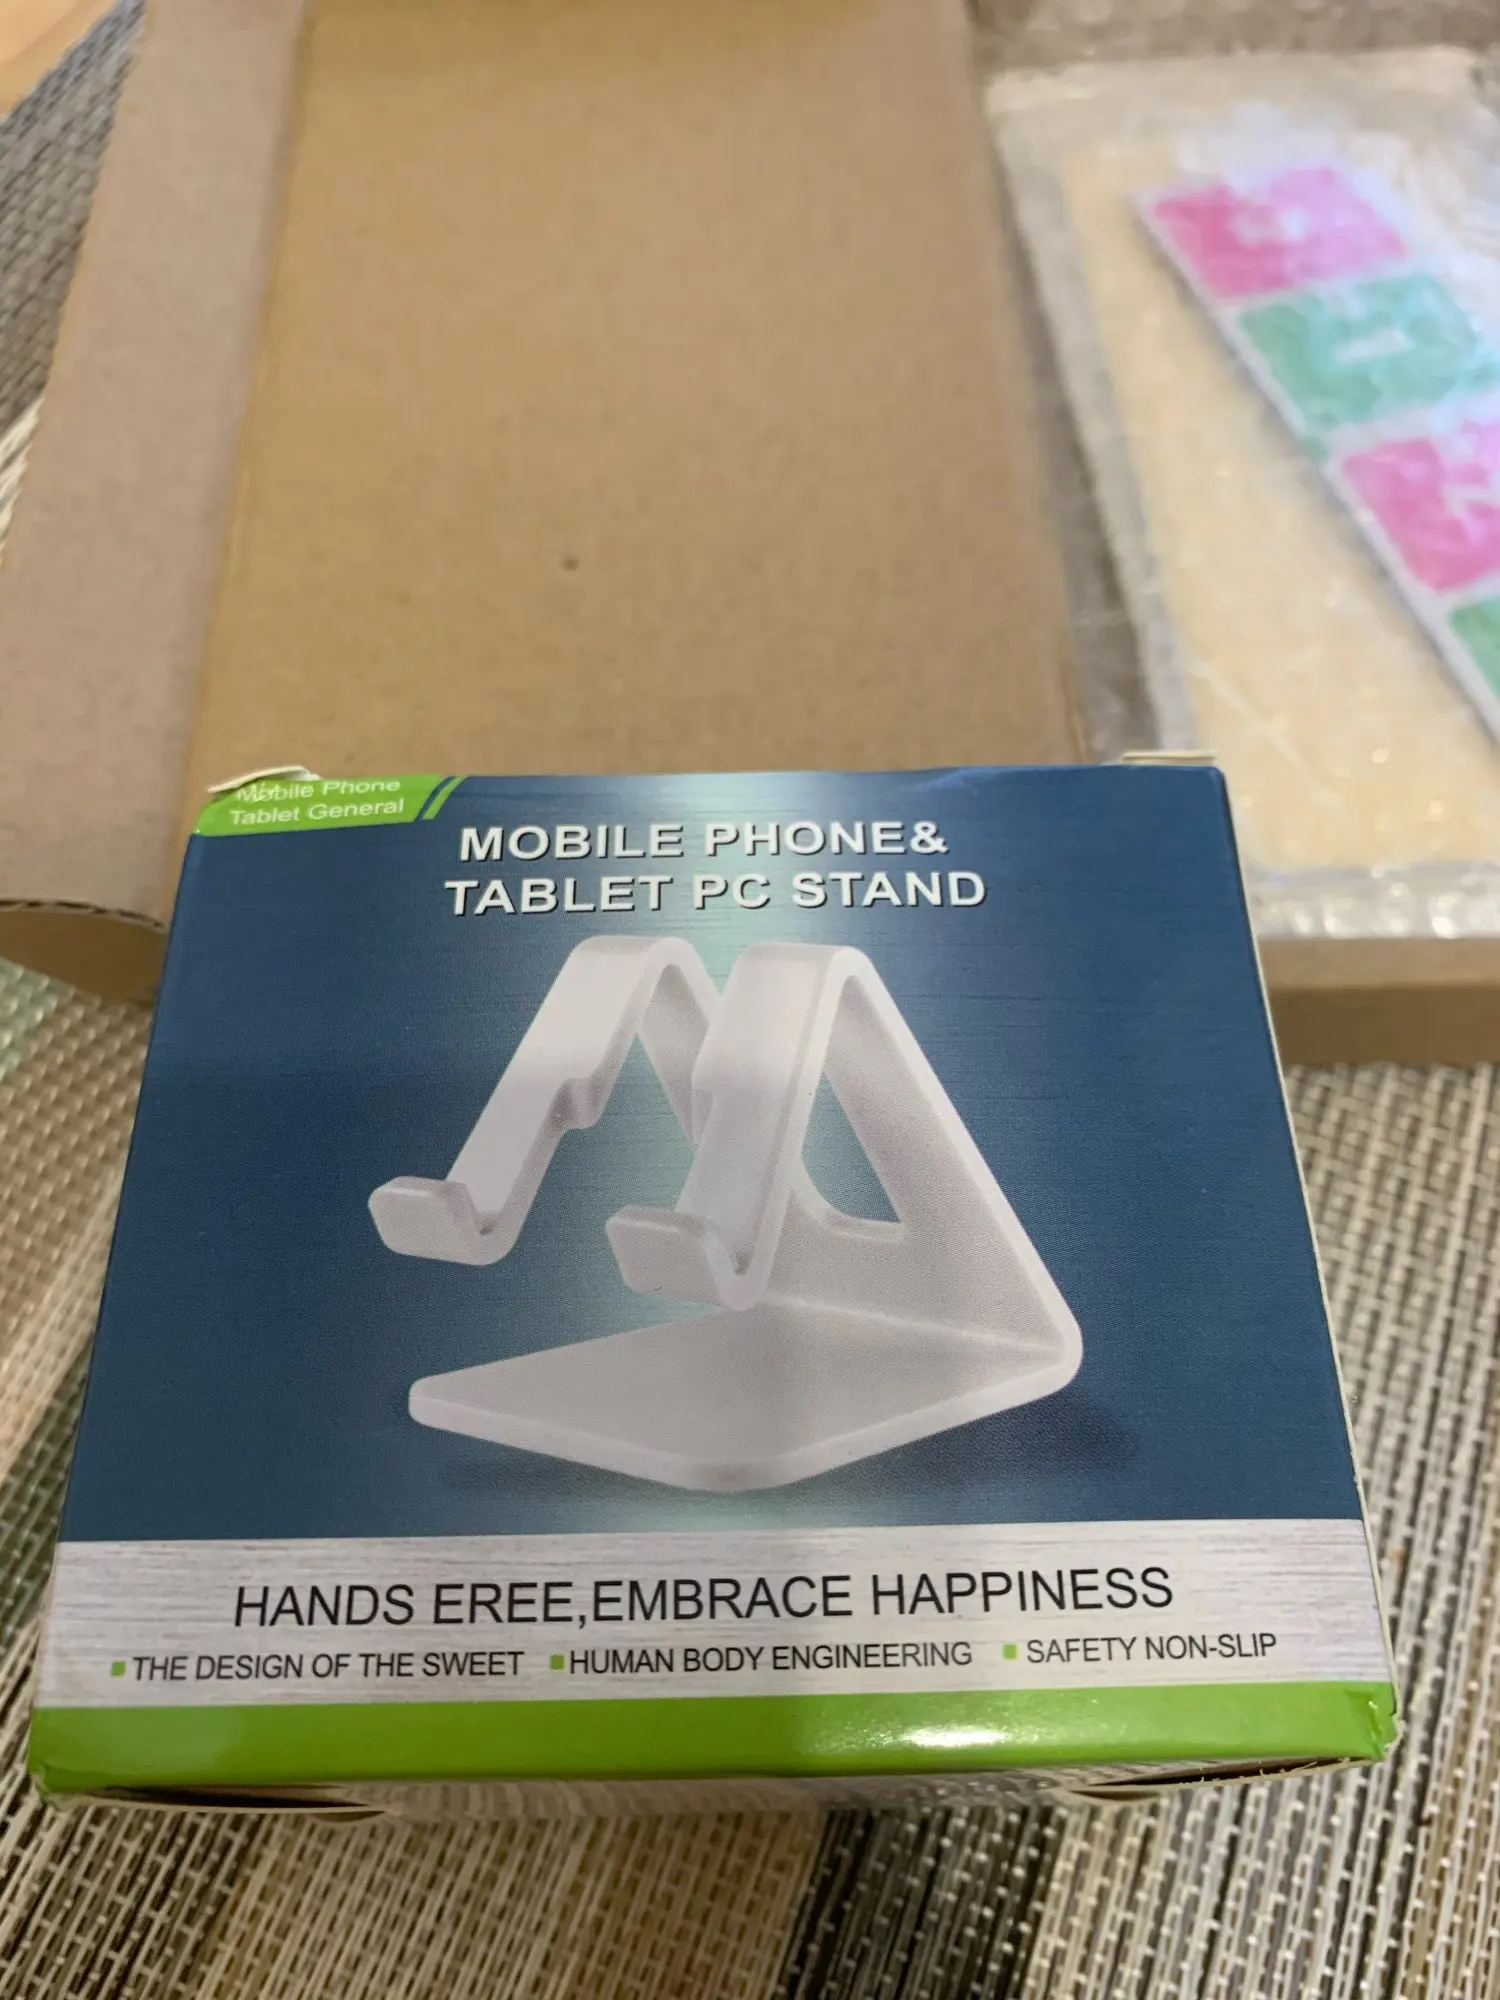 Mobile Phone
Tablet General
MOBILE PHONE&
TABLET PC STAND
HANDS EREE,EMBRACE HAPPINESS
THE DESIGN OF THE SWEET HUMAN BODY ENGINEERING SAFETY NON-SLIP